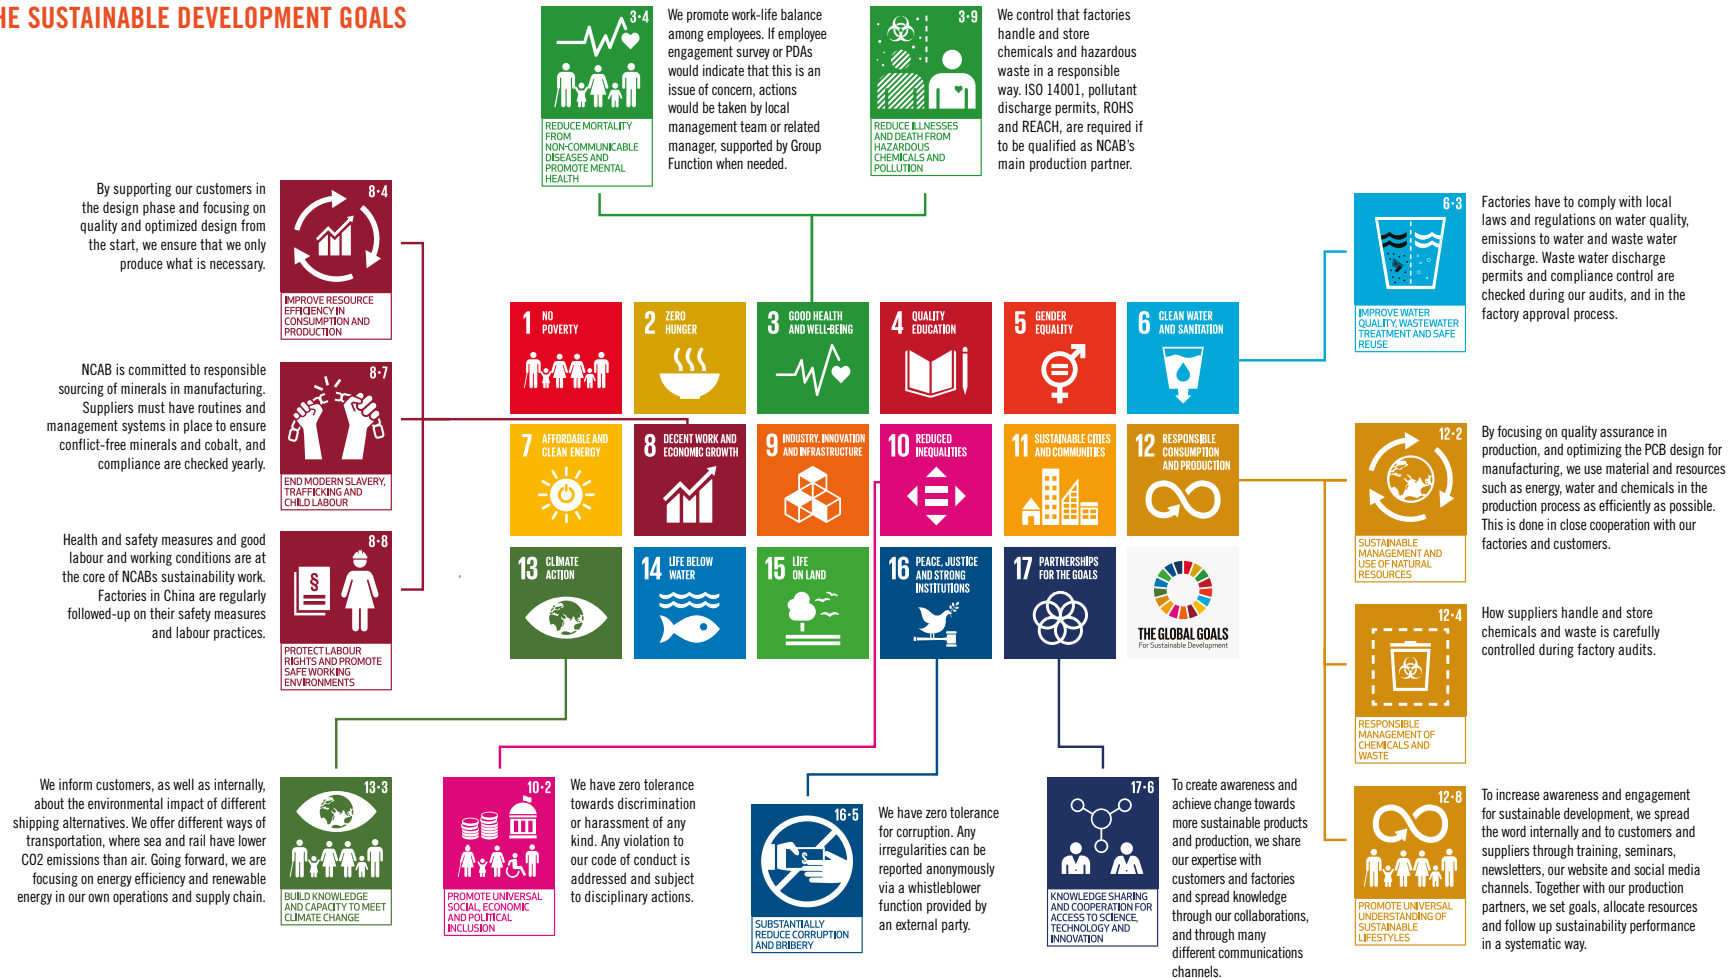 HE SUSTAINABLE DEVELOPMENT GOALS
3·4
REDUCE MORTALITY
FROM
NON-COMMUNICABLE
DISEASES AND
PROMOTE MENTAL
HEALTH
We promote work-life balance
among employees. If employee
engagement survey or PDAs
would indicate that this is an
issue of concern, actions
would be taken by local
management team or related
manager, supported by Group
Function when needed.
3·9
REDUCE ILLNESSES
AND DEATH FROM
HAZARDOUS
CHEMICALS AND
POLLUTION
We control that factories
handle and store
chemicals and hazardous
waste in a responsible
way. ISO 14001, pollutant
discharge permits, ROHS
and REACH, are required if
to be qualified as NCAB's
main production partner.
By supporting our customers in
the design phase and focusing on
quality and optimized design from
the start, we ensure that we only
produce what is necessary.
8·4
IMPROVE RESOURCE
EFFICIENCY IN
CONSUMPTION AND
PRODUCTION
NCAB is committed to responsible
sourcing of minerals in manufacturing.
Suppliers must have routines and
management systems in place to ensure
conflict-free minerals and cobalt, and
compliance are checked yearly.
8·7
END MODERN SLAVERY,
TRAFFICKING AND
CHILD LABOUR
Health and safety measures and good
labour and working conditions are at
the core of NCABs sustainability work.
Factories in China are regularly
followed-up on their safety measures
and labour practices.
8·8
§
PROTECT LABOUR
RIGHTS AND PROMOTE
SAFE WORKING
ENVIRONMENTS
6·3
IMPROVE WATER
QUALITY, WASTEWATER
TREATMENT AND SAFE
REUSE
Factories have to comply with local
laws and regulations on water quality,
emissions to water and waste water
discharge. Waste water discharge
permits and compliance control are
checked during our audits, and in the
factory approval process.
1 NO
POVERTY
2 ZERO
HUNGER
3 GOOD HEALTH
AND WELL-BEING
4 QUALITY
EDUCATION
5 GENDER
EQUALITY
6 CLEAN WATER
AND SANITATION
7 AFFORDABLE AND
CLEAN ENERGY
8 DECENT WORK AND
ECONOMIC GROWTH
9 INDUSTRY, INNOVATION
AND INFRASTRUCTURE
10 REDUCED
INEQUALITIES
11 SUSTAINABLE CITIES
AND COMMUNITIES
12 RESPONSIBLE
CONSUMPTION
AND PRODUCTION
13 CLIMATE
ACTION
14 LIFE BELOW
WATER
15 LIFE
ON LAND
16 PEACE, JUSTICE
AND STRONG
INSTITUTIONS
17 PARTNERSHIPS
FOR THE GOALS
THE GLOBAL GOALS
For Sustainable Development
12·2
SUSTAINABLE
MANAGEMENT AND
USE OF NATURAL
RESOURCES
By focusing on quality assurance in
production, and optimizing the PCB design for
manufacturing, we use material and resources
such as energy, water and chemicals in the
production process as efficiently as possible.
This is done in close cooperation with our
factories and customers.
12·4
RESPONSIBLE
MANAGEMENT OF
CHEMICALS AND
WASTE
How suppliers handle and store
chemicals and waste is carefully
controlled during factory audits.
12·8
PROMOTE UNIVERSAL
UNDERSTANDING OF
SUSTAINABLE
LIFESTYLES
To increase awareness and engagement
for sustainable development, we spread
the word internally and to customers and
suppliers through training, seminars,
newsletters, our website and social media
channels. Together with our production
partners, we set goals, allocate resources
and follow up sustainability performance
in a systematic way.
We inform customers, as well as internally,
about the environmental impact of different
shipping alternatives. We offer different ways of
transportation, where sea and rail have lower
CO2 emissions than air. Going forward, we are
focusing on energy efficiency and renewable
energy in our own operations and supply chain.
13·3
BUILD KNOWLEDGE
AND CAPACITY TO MEET
CLIMATE CHANGE
10·2
PROMOTE UNIVERSAL
SOCIAL, ECONOMIC
AND POLITICAL
INCLUSION
We have zero tolerance
towards discrimination
or harassment of any
kind. Any violation to
our code of conduct is
addressed and subject
to disciplinary actions.
16·5
SUBSTANTIALLY
REDUCE CORRUPTION
AND BRIBERY
We have zero tolerance
for corruption. Any
irregularities can be
reported anonymously
via a whistleblower
function provided by
an external party.
17·6
KNOWLEDGE SHARING
AND COOPERATION FOR
ACCESS TO SCIENCE,
TECHNOLOGY AND
INNOVATION
To create awareness and
achieve change towards
more sustainable products
and production, we share
our expertise with
customers and factories
and spread knowledge
through our collaborations,
and through many
different communications
channels.